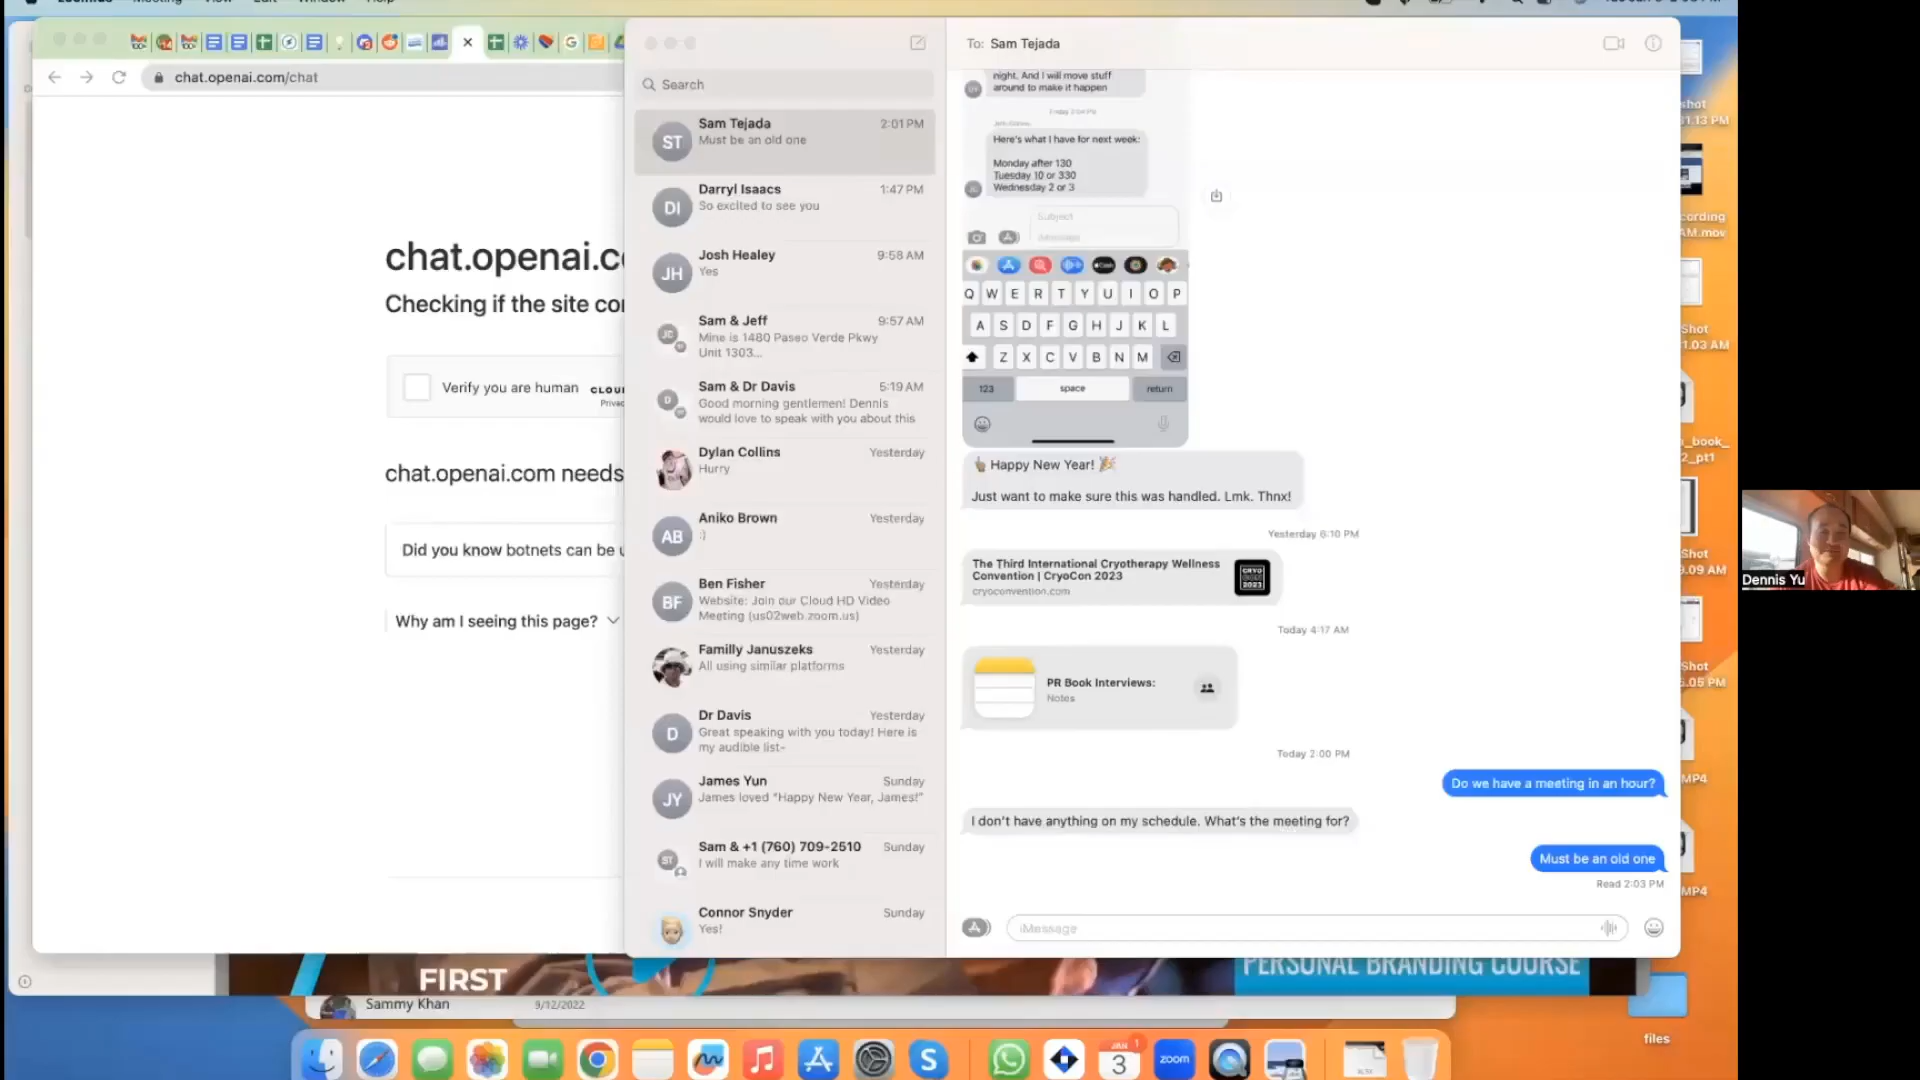 Meeting
Help
chat.openai.com/chat
chat.openai.c
Checking if the site co
Verify you are human
chat.openai.com needs
Did you know botnets can be u
Why am I seeing this page?
Search
Sam Tejada 2:01 PM
Must be an old one
Darryl Isaacs 1:47 PM
So excited to see you
Josh Healey 9:58 AM
Yes
Sam & Jeff 9:57 AM
Mine is 1480 Paseo Verde Pkwy
Unit 1303...
Sam & Dr Davis 5:19 AM
Good morning gentlemen! Dennis
would love to speak with you about this
Dylan Collins Yesterday
Hurry
Aniko Brown Yesterday
:)
Ben Fisher Yesterday
Website: Join our Cloud HD Video
Meeting (us02web.zoom.us)
Familly Januszeks Yesterday
All using similar platforms
Dr Davis Yesterday
Great speaking with you today! Here is
my audible list-
James Yun Sunday
James loved "Happy New Year, James!"
Sam & +1 (760) 709-2510 Sunday
I will make any time work
Connor Snyder Sunday
Yes!
ST
DI
JH
AB
BF
D
JY
To: Sam Tejada
night. And I will move stuff
around to make it happen
Here's what I have for next week:
Monday after 130
Tuesday 10 or 330
Wednesday 2 or 3
Subject
Q W E R T Y U I O P
A S D F G H J K L
Z X C V B N M
123 space return
👆 Happy New Year! 🎉
Just want to make sure this was handled. Lmk. Thnx!
Yesterday 6:10 PM
The Third International Cryotherapy Wellness
Convention | CryoCon 2023
cryoconvention.com
CRYO
2023
Today 4:17 AM
PR Book Interviews:
Notes
Today 2:00 PM
Do we have a meeting in an hour?
I don't have anything on my schedule. What's the meeting for?
Must be an old one
Read 2:03 PM
iMessage
FIRST
PERSONAL BRANDING COURSE
Sammy Khan 9/12/2022
files
JAN
3
zoom
Dennis Yu